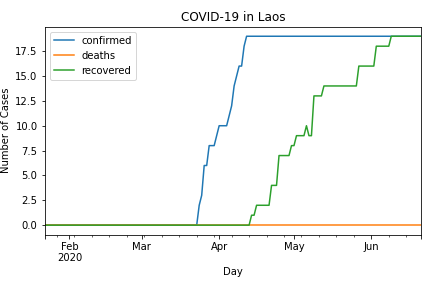 COVID-19 in Laos
confirmed
deaths
recovered
17.5
15.0
12.5
10.0
7.5
5.0
2.5
0.0
Number of Cases
Feb
2020
Mar
Apr
May
Jun
Day